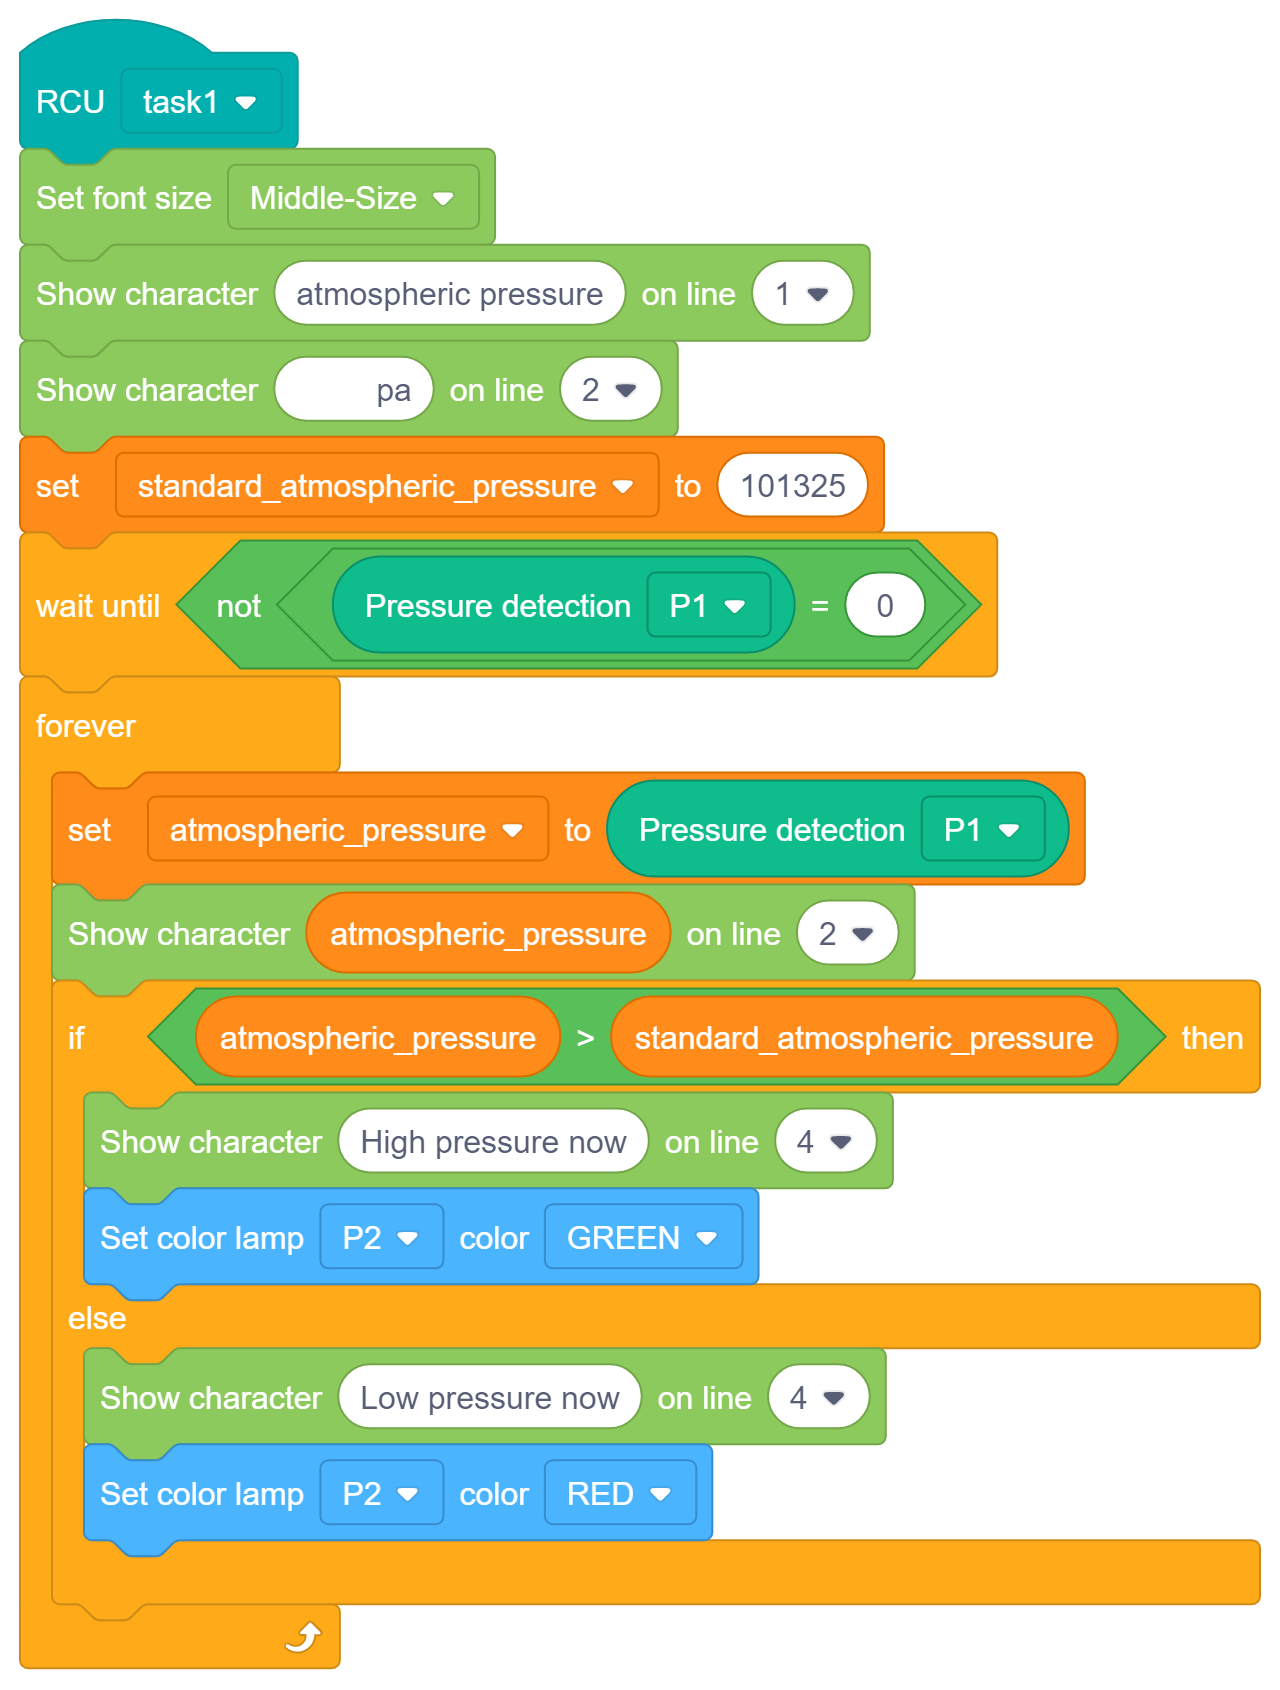 RCU task1
Set font size Middle-Size
Show character atmospheric pressure on line 1
Show character pa on line 2
set standard_atmospheric_pressure to 101325
wait until not Pressure detection P1 = 0
forever
set atmospheric_pressure to Pressure detection P1
Show character atmospheric_pressure on line 2
if atmospheric_pressure > standard_atmospheric_pressure then
Show character High pressure now on line 4
Set color lamp P2 color GREEN
else
Show character Low pressure now on line 4
Set color lamp P2 color RED